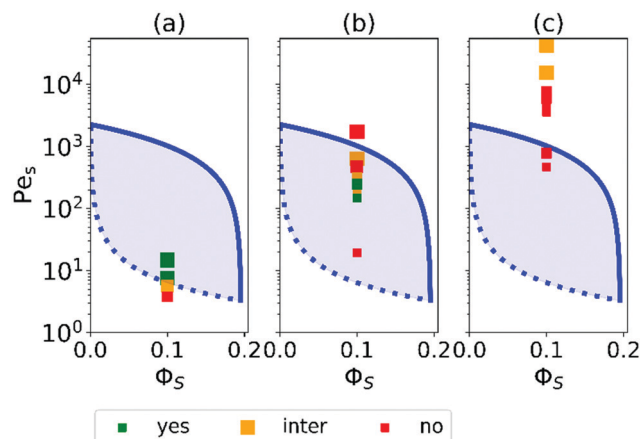 (a) (b) (c)
Pe_s
10^4
10^3
10^2
10^1
10^0
0.0 0.1 0.2 0.0 0.1 0.2 0.0 0.1 0.2
Φ_S Φ_S Φ_S
yes inter no